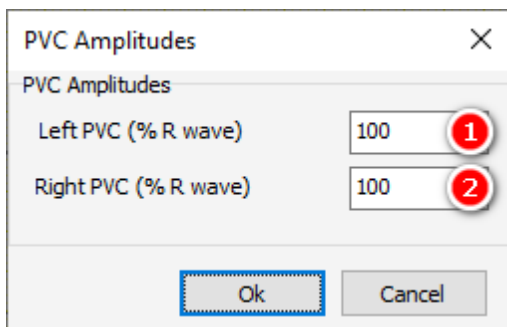 PVC Amplitudes
PVC Amplitudes
Left PVC (% R wave) 100 1
Right PVC (% R wave) 100 2
Ok Cancel